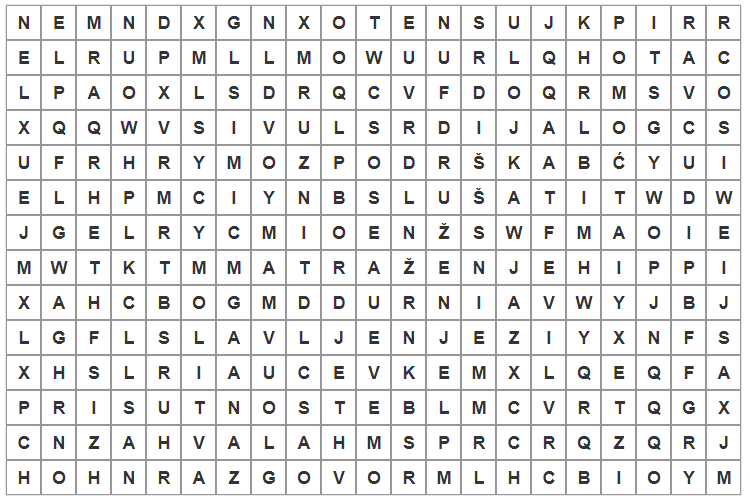 N E M N D X G N X O T E N S U J K P I R R
E L R U P M L L M O W U U R L Q H O T A C
L P A O X L S D R Q C V F D O Q R M S V O
X Q Q W V S I V U L S R D I J A L O G C S
U F R H R Y M O Z P O D R Š K A B Ć Y U I
E L H P M C I Y N B S L U Š A T I T W D W
J G E L R Y C M I O E N Ž S W F M A O I E
M W T K T M M A T R A Ž E N J E H I P P I
X A H C B O G M D D U R N I A V W Y J B J
L G F L S L A V L J E N J E Z I Y X N F S
X H S L R I A U C E V K E M X L Q E Q F A
P R I S U T N O S T E B L M C V R T Q G X
C N Z A H V A L A H M S P R C R Q Z Q R J
H O H N R A Z G O V O R M L H C B I O Y M